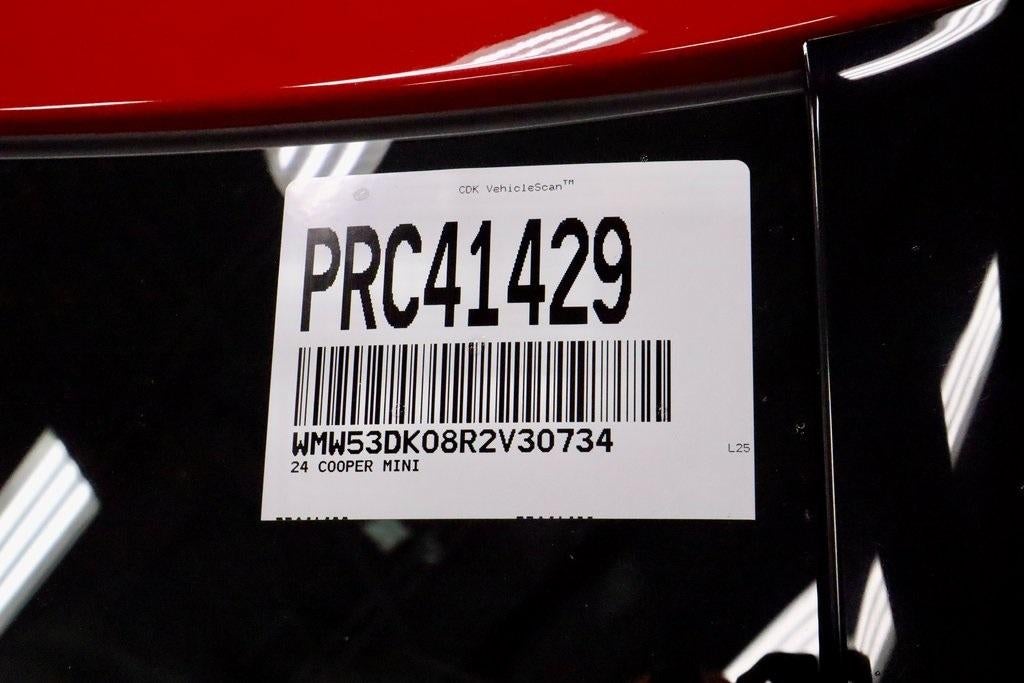 CDK VehicleScan™
PRC41429
WMW53DK08R2V30734
24 COOPER MINI
L25